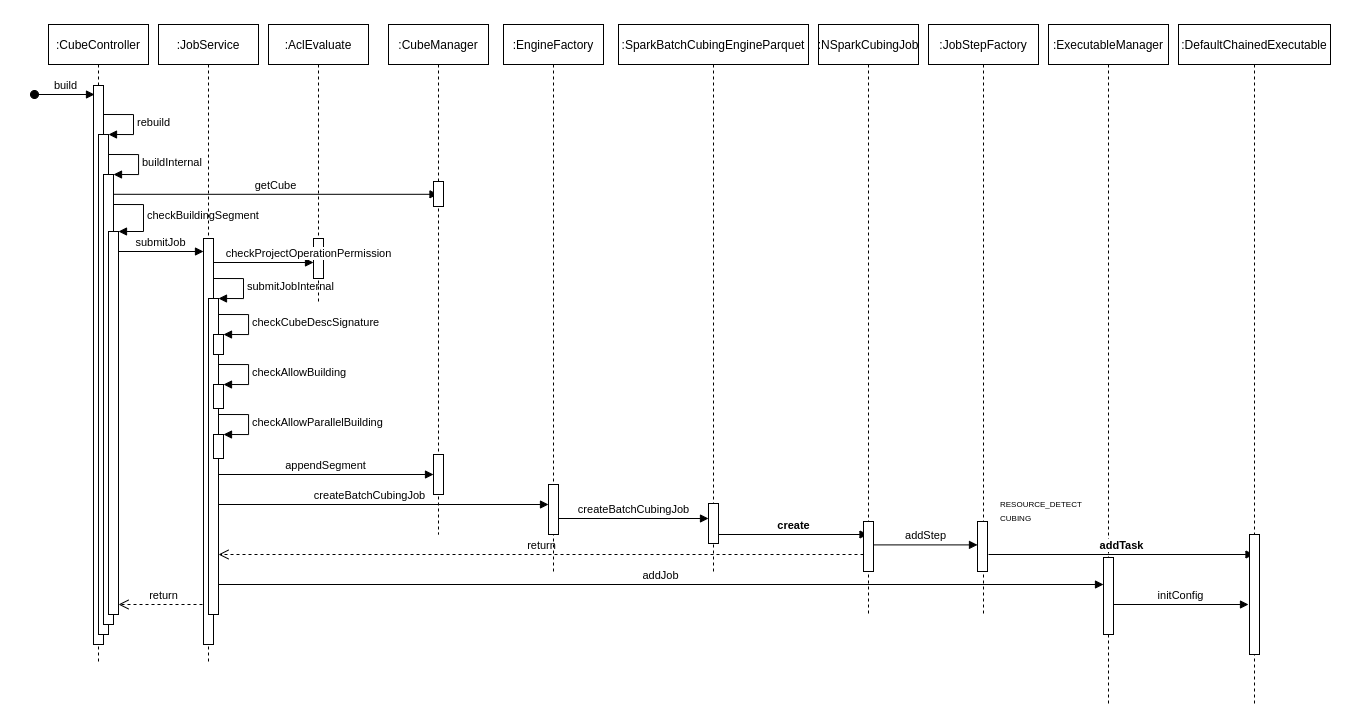 :CubeController
:JobService
:AclEvaluate
:CubeManager
:EngineFactory
:SparkBatchCubingEngineParquet
:NSparkCubingJob
:JobStepFactory
:ExecutableManager
:DefaultChainedExecutable
build
rebuild
buildInternal
getCube
checkBuildingSegment
submitJob
checkProjectOperationPermission
submitJobInternal
checkCubeDescSignature
checkAllowBuilding
checkAllowParallelBuilding
appendSegment
createBatchCubingJob
createBatchCubingJob
RESOURCE_DETECT
CUBING
create
addStep
return
addTask
addJob
return
initConfig